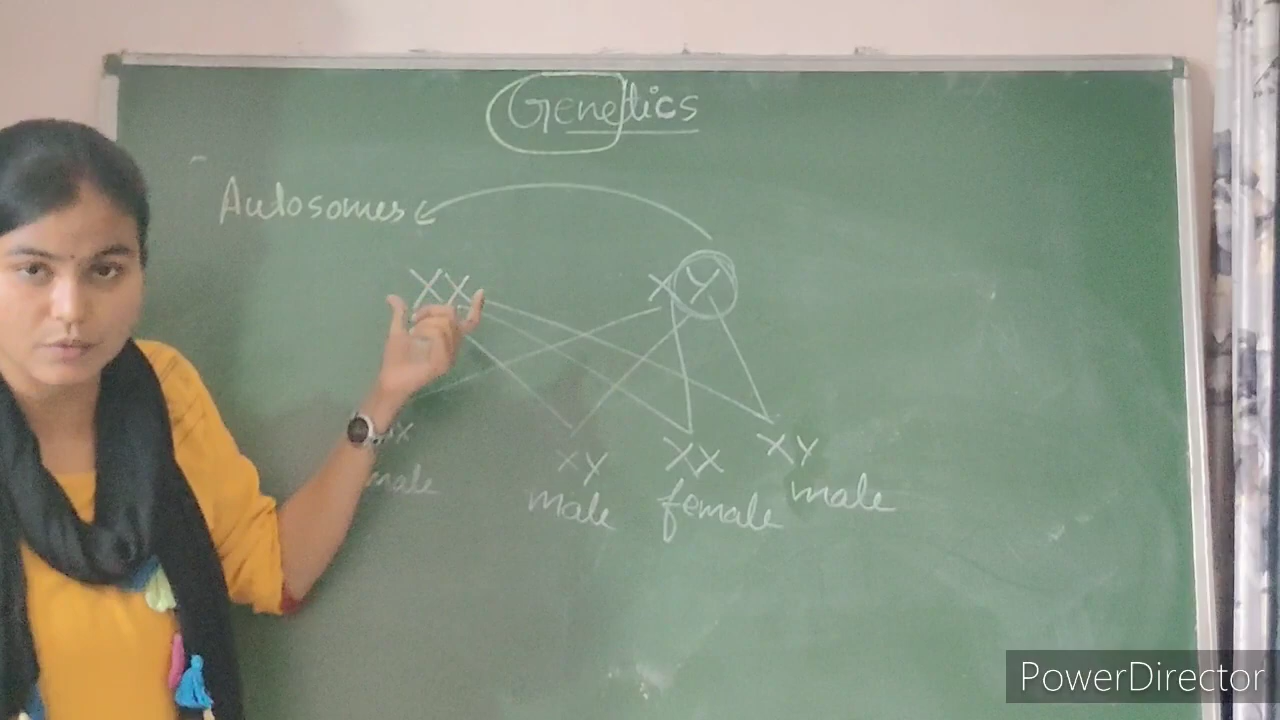 Genetics
Autosomes
XX XY
XY XX XY
male female male
PowerDirector